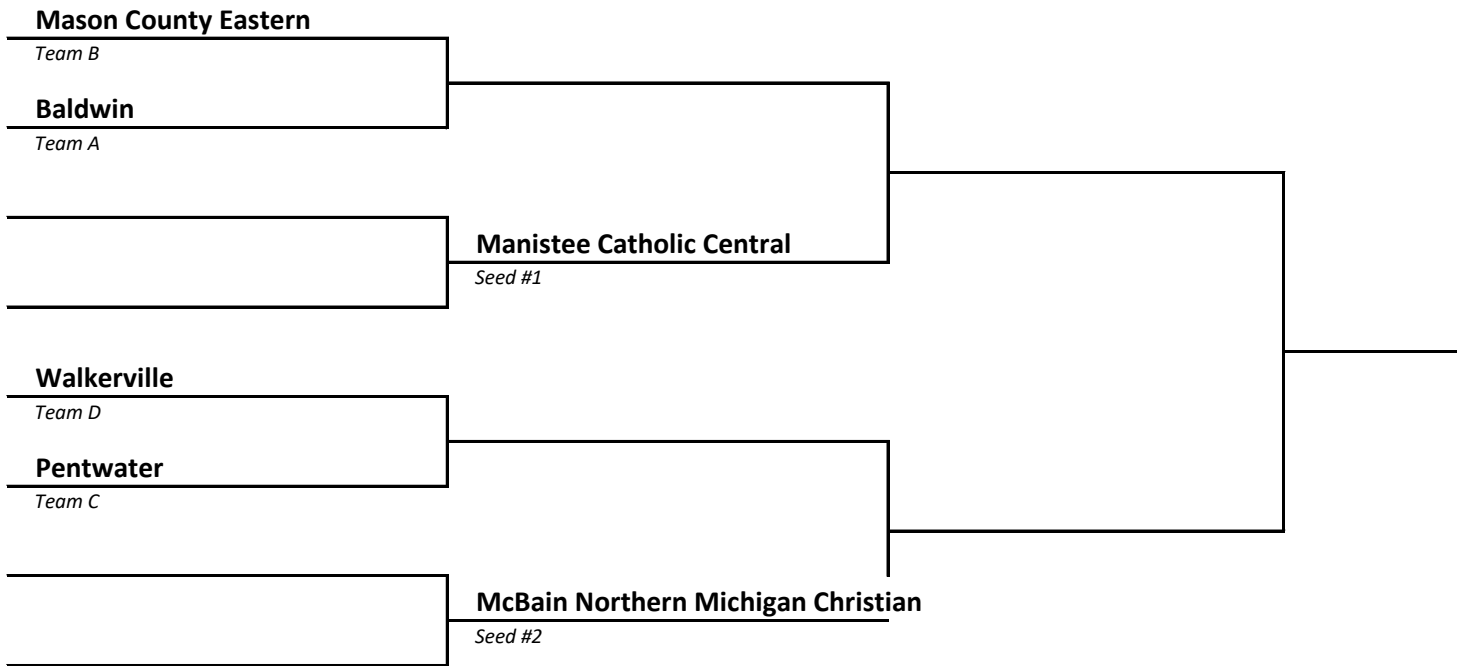 Mason County Eastern
Team B
Baldwin
Team A
Manistee Catholic Central
Seed #1
Walkerville
Team D
Pentwater
Team C
McBain Northern Michigan Christian
Seed #2